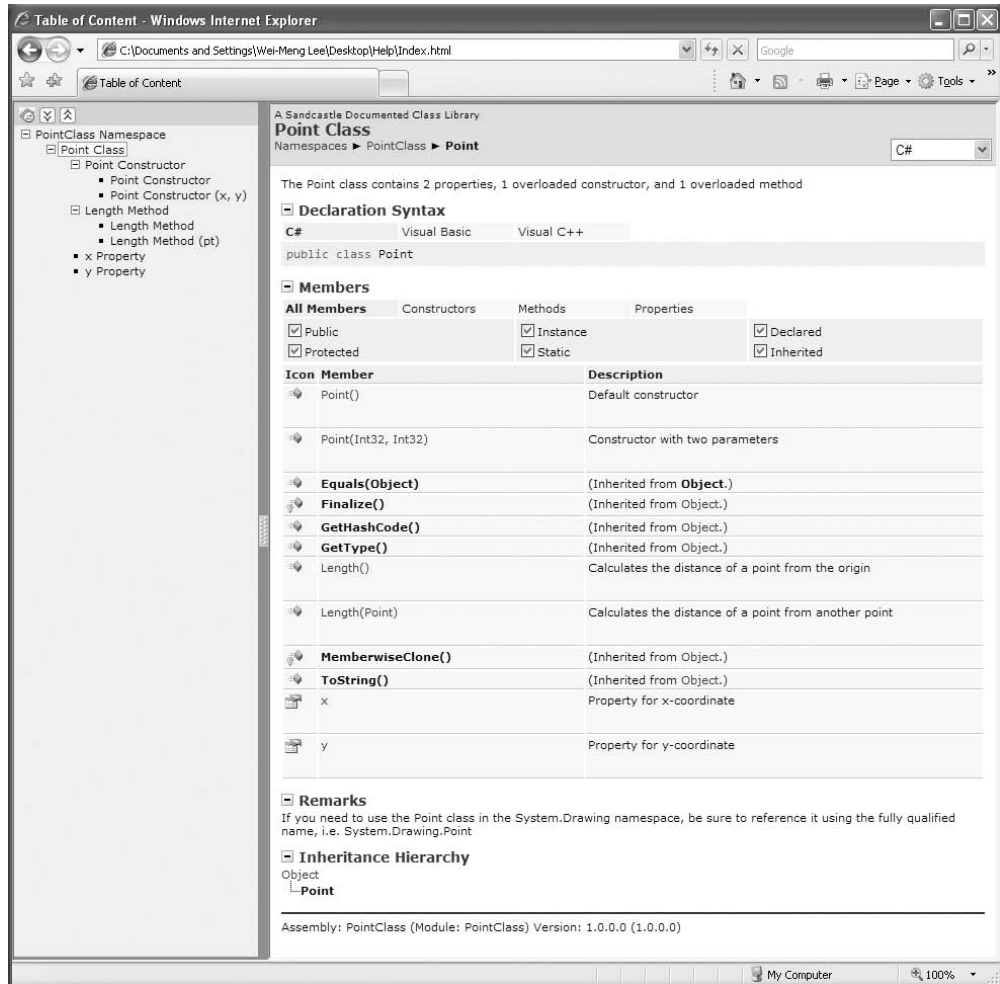 Table of Content - Windows Internet Explorer
C:\Documents and Settings\Wei-Meng Lee\Desktop\Help\Index.html
Google
Table of Content
Page
Tools
»
PointClass Namespace
Point Class
Point Constructor
Point Constructor
Point Constructor (x, y)
Length Method
Length Method
Length Method (pt)
x Property
y Property
A Sandcastle Documented Class Library
Point Class
Namespaces ► PointClass ► Point
C#
The Point class contains 2 properties, 1 overloaded constructor, and 1 overloaded method
Declaration Syntax
C# Visual Basic Visual C++
public class Point
Members
All Members Constructors Methods Properties
Public Instance Declared
Protected Static Inherited
Icon Member Description
Point() Default constructor
Point(Int32, Int32) Constructor with two parameters
Equals(Object) (Inherited from Object.)
Finalize() (Inherited from Object.)
GetHashCode() (Inherited from Object.)
GetType() (Inherited from Object.)
Length() Calculates the distance of a point from the origin
Length(Point) Calculates the distance of a point from another point
MemberwiseClone() (Inherited from Object.)
ToString() (Inherited from Object.)
x Property for x-coordinate
y Property for y-coordinate
Remarks
If you need to use the Point class in the System.Drawing namespace, be sure to reference it using the fully qualified
name, i.e. System.Drawing.Point
Inheritance Hierarchy
Object
Point
Assembly: PointClass (Module: PointClass) Version: 1.0.0.0 (1.0.0.0)
My Computer
100%